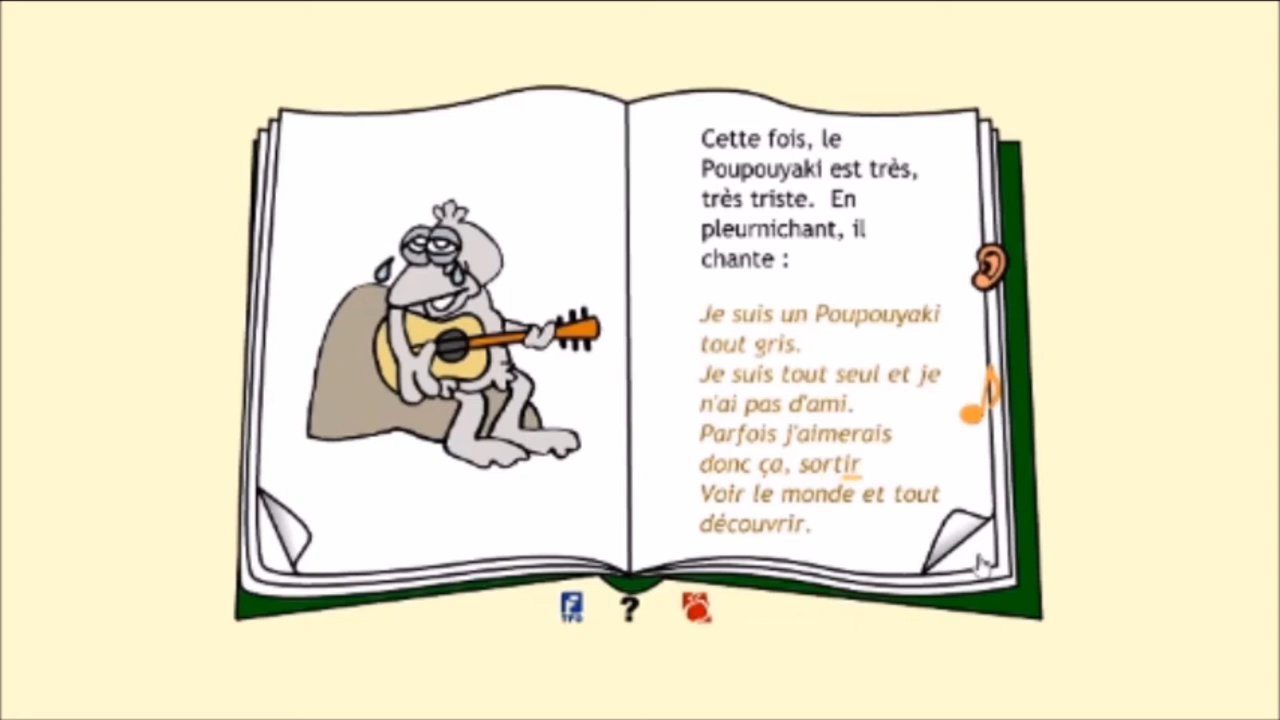 Cette fois, le
Poupouyaki est très,
très triste. En
pleurnichant, il
chante :
Je suis un Poupouyaki
tout gris.
Je suis tout seul et je
n'ai pas d'ami.
Parfois j'aimerais
donc ça, sortir
Voir le monde et tout
découvrir.
TFO
?